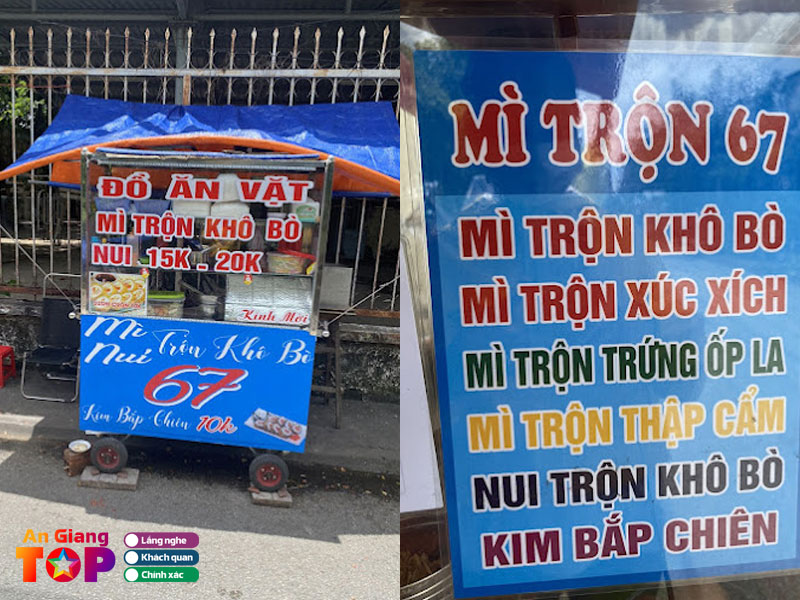 ĐỒ ĂN VẶT
MÌ TRỘN KHÔ BÒ
NUI 15K - 20K
Kính Mời
Mì Nui Trộn Khô Bò
67
Kim Bắp Chiên 10k
An Giang
TOP
Lắng nghe
Khách quan
Chính xác
MÌ TRỘN 67
MÌ TRỘN KHÔ BÒ
MÌ TRỘN XÚC XÍCH
MÌ TRỘN TRỨNG ỐP LA
MÌ TRỘN THẬP CẨM
NUI TRỘN KHÔ BÒ
KIM BẮP CHIÊN